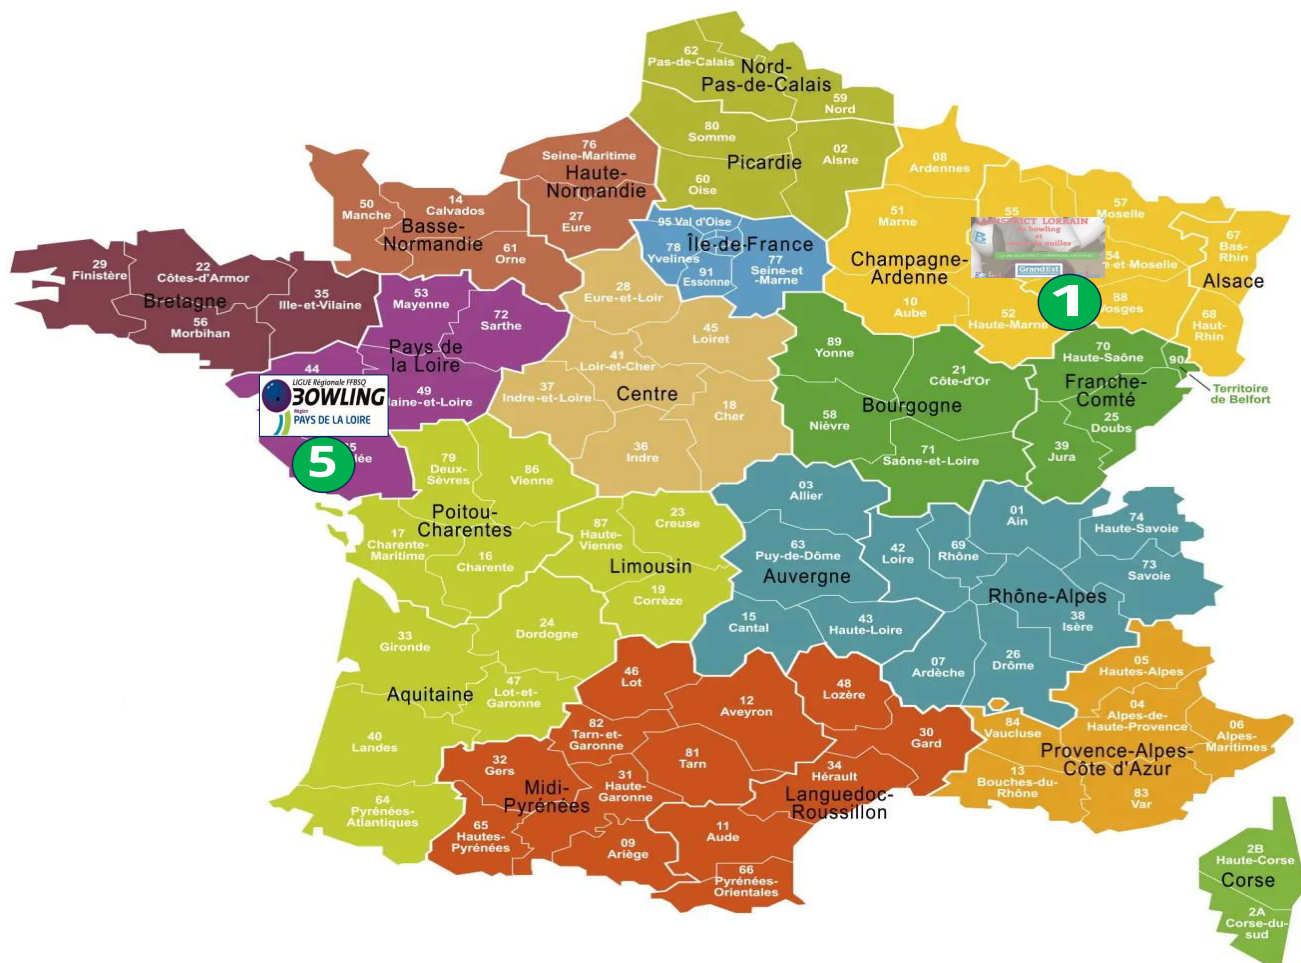 62
Pas-de-Calais
Nord-
Pas-de-Calais
59
Nord
80
Somme
02
Aisne
Picardie
60
Oise
76
Seine-Maritime
Haute-
Normandie
27
Eure
50
Manche
14
Calvados
Basse-
Normandie
61
Orne
08
Ardennes
51
Marne
Champagne-
Ardenne
10
Aube
52
Haute-Marne
55
DISTRICT LORRAIN
de bowling
et
Grand Est
57
Moselle
54
et-Moselle
88
1
67
Bas-
Rhin
Alsace
68
Haut-
Rhin
95 Val d'Oise
Île-de-France
78
Yvelines
91
Essonne
77
Seine-et
-Marne
29
Finistère
22
Côtes-d'Armor
Bretagne
56
Morbihan
35
Ille-et-Vilaine
53
Mayenne
72
Sarthe
Pays de
la Loire
44
49
aine-et-Loire
LIGUE Régionale FFBSQ
BOWLING
Région
PAYS DE LA LOIRE
5
28
Eure-et-Loir
45
Loiret
41
Loir-et-Cher
37
Indre-et-Loire
Centre
18
Cher
36
Indre
89
Yonne
21
Côte-d'Or
Bourgogne
58
Nièvre
71
Saône-et-Loire
70
Haute-Saône
90
Territoire
de Belfort
Franche-
Comté
25
Doubs
39
Jura
79
Deux-
Sèvres
86
Vienne
Poitou-
Charentes
17
Charente-
Maritime
16
Charente
87
Haute-
Vienne
23
Creuse
Limousin
19
Corrèze
03
Allier
63
Puy-de-Dôme
Auvergne
15
Cantal
43
Haute-Loire
42
Loire
69
Rhône
01
Ain
74
Haute-Savoie
73
Savoie
Rhône-Alpes
38
Isère
07
Ardèche
26
Drôme
33
Gironde
24
Dordogne
47
Lot-et-
Garonne
Aquitaine
40
Landes
64
Pyrénées-
Atlantiques
46
Lot
12
Aveyron
82
Tarn-et-
Garonne
81
Tarn
32
Gers
31
Haute-
Garonne
Midi-
Pyrénées
65
Hautes-
Pyrénées
09
Ariège
48
Lozère
30
Gard
34
Hérault
Languedoc-
Roussillon
11
Aude
66
Pyrénées-
Orientales
05
Hautes-Alpes
04
Alpes-de-
Haute-Provence
06
Alpes-
Maritimes
84
Vaucluse
Provence-Alpes-
Côte d'Azur
13
Bouches-du-
Rhône
83
Var
2B
Haute-Corse
Corse
2A
Corse-du-
sud